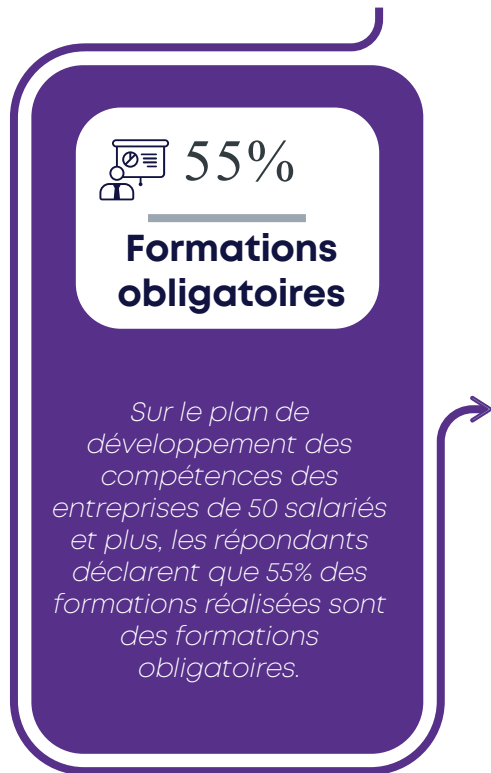 55%
Formations
obligatoires
Sur le plan de
développement des
compétences des
entreprises de 50 salariés
et plus, les répondants
déclarent que 55% des
formations réalisées sont
des formations
obligatoires.